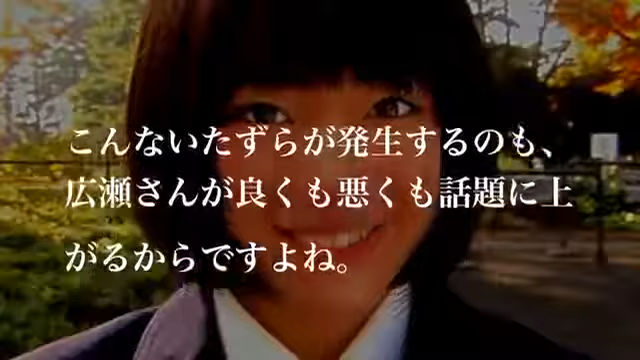 こんないたずらが発生するのも、
広瀬さんが良くも悪くも話題に上
がるからですよね。